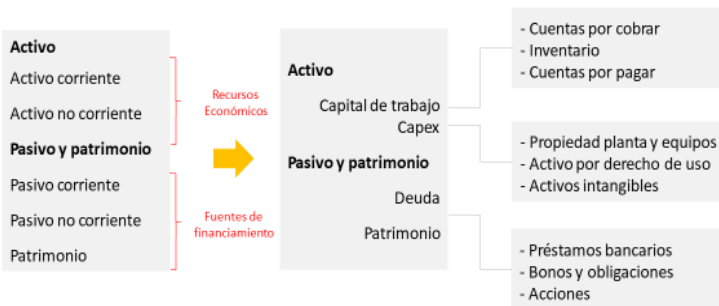 Activo
Activo corriente
Activo no corriente
Pasivo y patrimonio
Pasivo corriente
Pasivo no corriente
Patrimonio
Recursos
Económicos
Fuentes de
financiamiento
Activo
Capital de trabajo
Capex
Pasivo y patrimonio
Deuda
Patrimonio
- Cuentas por cobrar
- Inventario
- Cuentas por pagar
- Propiedad planta y equipos
- Activo por derecho de uso
- Activos intangibles
- Préstamos bancarios
- Bonos y obligaciones
- Acciones